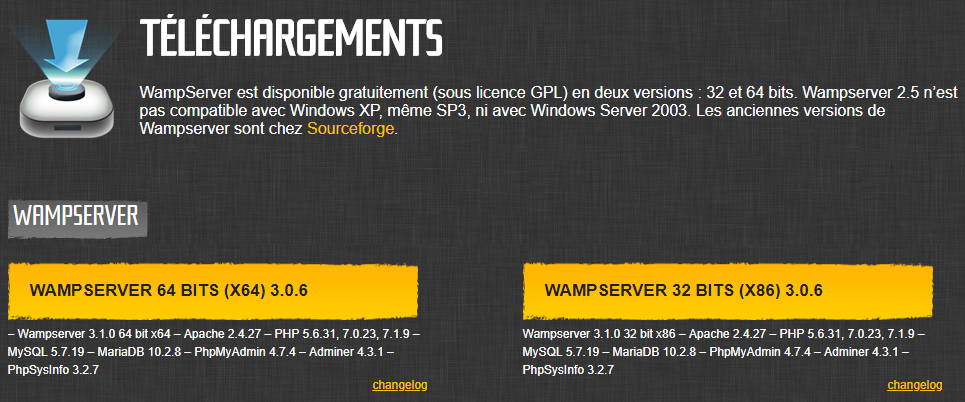 TÉLÉCHARGEMENTS
WampServer est disponible gratuitement (sous licence GPL) en deux versions : 32 et 64 bits. Wampserver 2.5 n'est
pas compatible avec Windows XP, même SP3, ni avec Windows Server 2003. Les anciennes versions de
Wampserver sont chez Sourceforge.
WAMPSERVER
WAMPSERVER 64 BITS (X64) 3.0.6
– Wampserver 3.1.0 64 bit x64 – Apache 2.4.27 – PHP 5.6.31, 7.0.23, 7.1.9 –
MySQL 5.7.19 – MariaDB 10.2.8 – PhpMyAdmin 4.7.4 – Adminer 4.3.1 –
PhpSysInfo 3.2.7
changelog
WAMPSERVER 32 BITS (X86) 3.0.6
Wampserver 3.1.0 32 bit x86 – Apache 2.4.27 – PHP 5.6.31, 7.0.23, 7.1.9 –
MySQL 5.7.19 – MariaDB 10.2.8 – PhpMyAdmin 4.7.4 – Adminer 4.3.1 –
PhpSysInfo 3.2.7
changelog